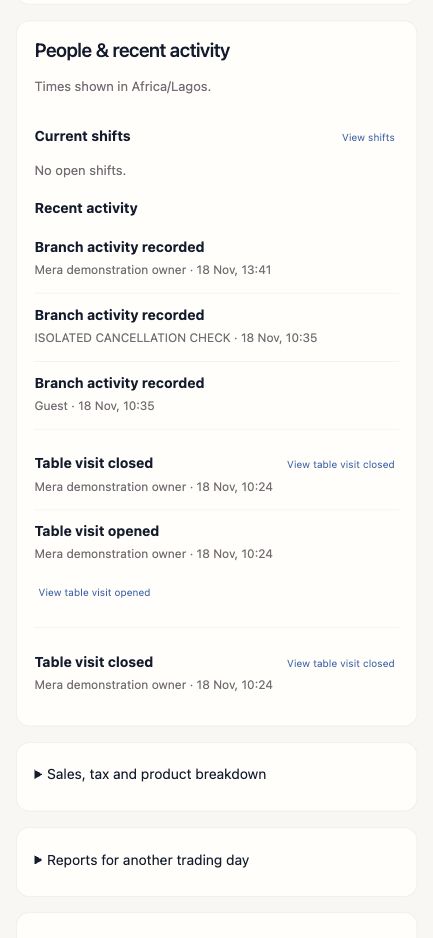 People & recent activity
Times shown in Africa/Lagos.
Current shifts
View shifts
No open shifts.
Recent activity
Branch activity recorded
Mera demonstration owner · 18 Nov, 13:41
Branch activity recorded
ISOLATED CANCELLATION CHECK · 18 Nov, 10:35
Branch activity recorded
Guest · 18 Nov, 10:35
Table visit closed
View table visit closed
Mera demonstration owner · 18 Nov, 10:24
Table visit opened
Mera demonstration owner · 18 Nov, 10:24
View table visit opened
Table visit closed
View table visit closed
Mera demonstration owner · 18 Nov, 10:24
Sales, tax and product breakdown
Reports for another trading day